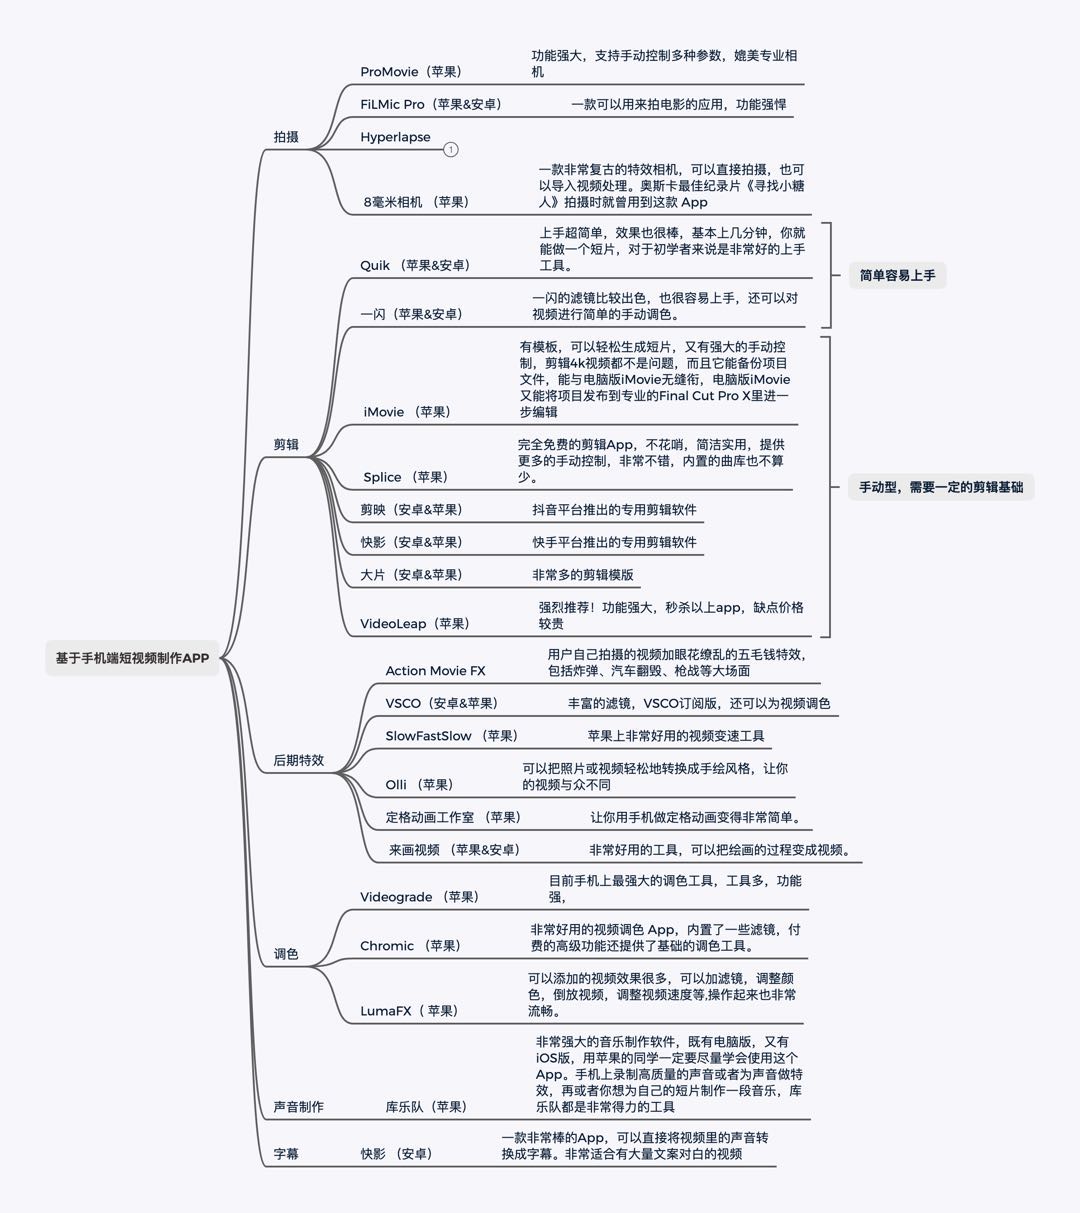 基于手机端短视频制作APP
拍摄
ProMovie（苹果）
功能强大，支持手动控制多种参数，媲美专业相
机
FiLMic Pro（苹果&安卓）
一款可以用来拍电影的应用，功能强悍
Hyperlapse
1
8毫米相机 （苹果）
一款非常复古的特效相机，可以直接拍摄，也可
以导入视频处理。奥斯卡最佳纪录片《寻找小糖
人》拍摄时就曾用到这款 App
剪辑
Quik （苹果&安卓）
上手超简单，效果也很棒，基本上几分钟，你就
能做一个短片，对于初学者来说是非常好的上手
工具。
一闪（苹果&安卓）
一闪的滤镜比较出色，也很容易上手，还可以对
视频进行简单的手动调色。
简单容易上手
iMovie （苹果）
有模板，可以轻松生成短片，又有强大的手动控
制，剪辑4k视频都不是问题，而且它能备份项目
文件，能与电脑版iMovie无缝衔，电脑版iMovie
又能将项目发布到专业的Final Cut Pro X里进一
步编辑
Splice （苹果）
完全免费的剪辑App，不花哨，简洁实用，提供
更多的手动控制，非常不错，内置的曲库也不算
少。
剪映（安卓&苹果）
抖音平台推出的专用剪辑软件
快影（安卓&苹果）
快手平台推出的专用剪辑软件
大片（安卓&苹果）
非常多的剪辑模版
VideoLeap（苹果）
强烈推荐！功能强大，秒杀以上app，缺点价格
较贵
手动型，需要一定的剪辑基础
后期特效
Action Movie FX
用户自己拍摄的视频加眼花缭乱的五毛钱特效，
包括炸弹、汽车翻毁、枪战等大场面
VSCO（安卓&苹果）
丰富的滤镜，VSCO订阅版，还可以为视频调色
SlowFastSlow （苹果）
苹果上非常好用的视频变速工具
Olli （苹果）
可以把照片或视频轻松地转换成手绘风格，让你
的视频与众不同
定格动画工作室 （苹果）
让你用手机做定格动画变得非常简单。
来画视频 （苹果&安卓）
非常好用的工具，可以把绘画的过程变成视频。
调色
Videograde （苹果）
目前手机上最强大的调色工具，工具多，功能
强，
Chromic （苹果）
非常好用的视频调色 App，内置了一些滤镜，付
费的高级功能还提供了基础的调色工具。
LumaFX（ 苹果）
可以添加的视频效果很多，可以加滤镜，调整颜
色，倒放视频，调整视频速度等,操作起来也非常
流畅。
声音制作
库乐队（苹果）
非常强大的音乐制作软件，既有电脑版，又有
iOS版，用苹果的同学一定要尽量学会使用这个
App。手机上录制高质量的声音或者为声音做特
效，再或者你想为自己的短片制作一段音乐，库
乐队都是非常得力的工具
字幕
快影 （安卓）
一款非常棒的App，可以直接将视频里的声音转
换成字幕。非常适合有大量文案对白的视频